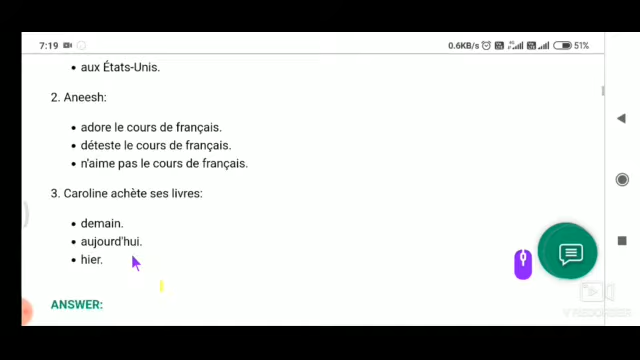 7:19 0.6KB/s 51%
• aux États-Unis.
2. Aneesh:
• adore le cours de français.
• déteste le cours de français.
• n'aime pas le cours de français.
3. Caroline achète ses livres:
• demain.
• aujourd'hui.
• hier.
ANSWER:
V RECORDER